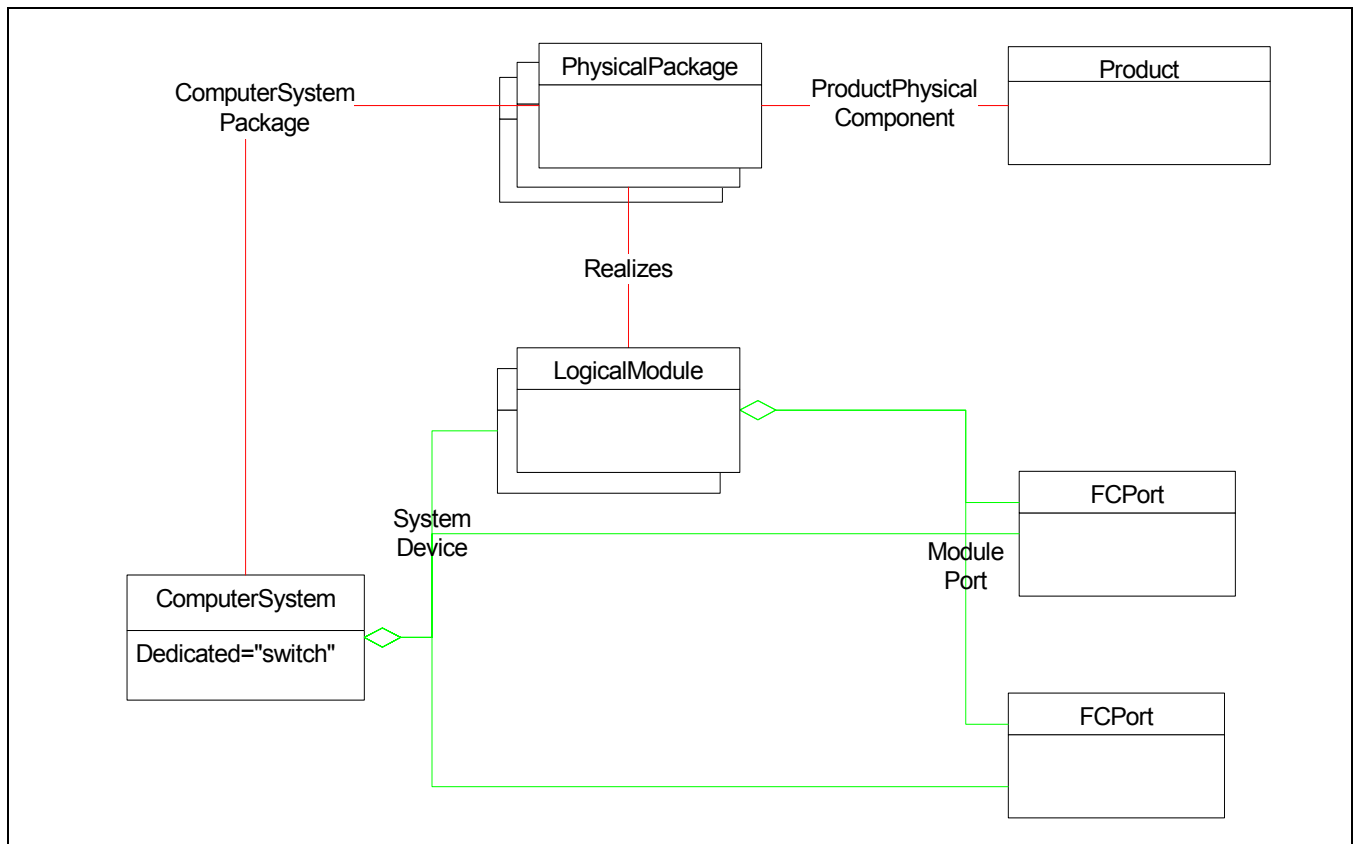 PhysicalPackage
Product
ComputerSystem
Package
ProductPhysical
Component
Realizes
LogicalModule
FCPort
System
Device
Module
Port
ComputerSystem
Dedicated="switch"
FCPort